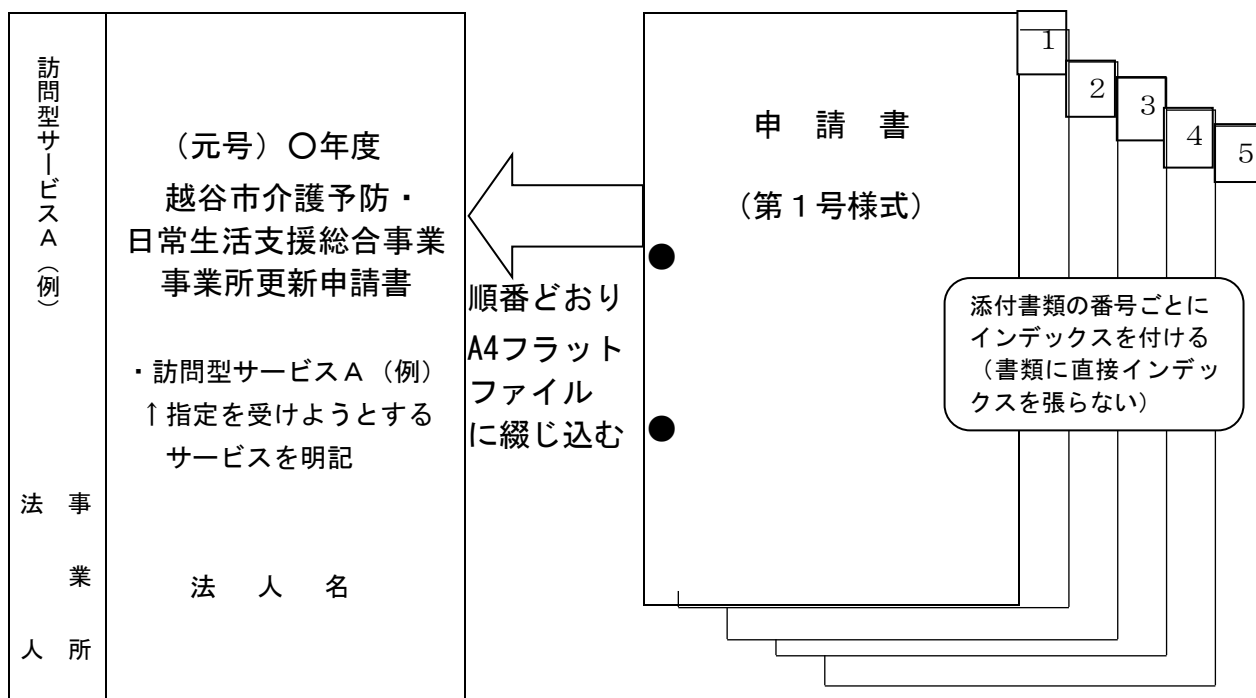 訪問型サービスA（例）
法　事
業
人　所
（元号）〇年度
越谷市介護予防・
日常生活支援総合事業
事業所更新申請書
・訪問型サービスA（例）
↑指定を受けようとする
サービスを明記
法　人　名
順番どおり
A4フラット
ファイル
に綴じ込む
申　請　書
（第１号様式）
1
2
3
4
5
添付書類の番号ごとに
インデックスを付ける
（書類に直接インデッ
クスを張らない）